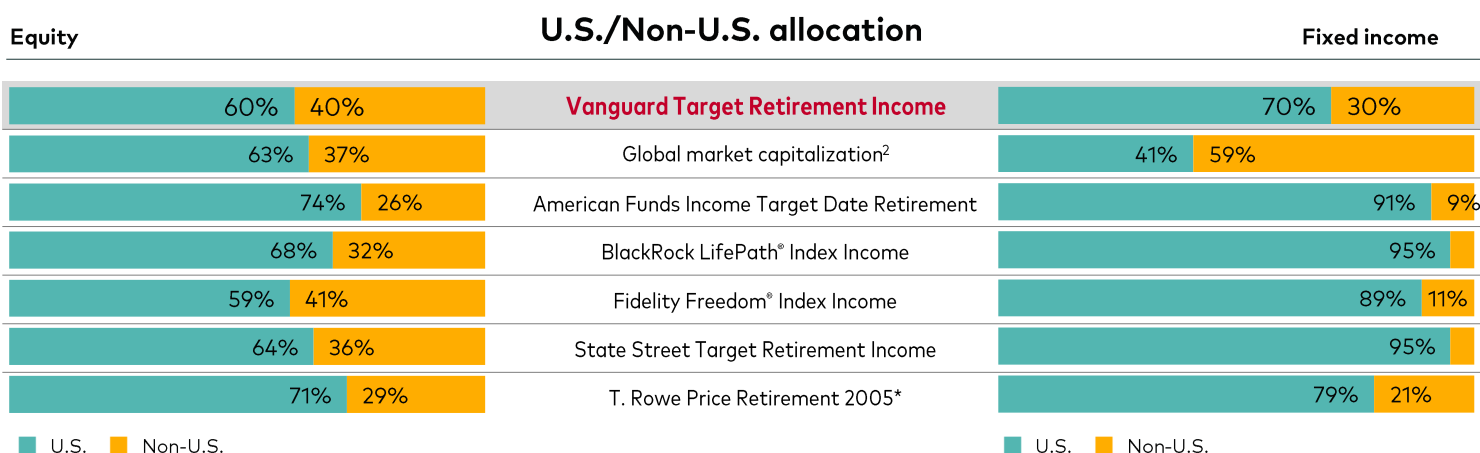 Equity U.S./Non-U.S. allocation Fixed income
60% 40% Vanguard Target Retirement Income 70% 30%
63% 37% Global market capitalization² 41% 59%
74% 26% American Funds Income Target Date Retirement 91% 9%
68% 32% BlackRock LifePath® Index Income 95%
59% 41% Fidelity Freedom® Index Income 89% 11%
64% 36% State Street Target Retirement Income 95%
71% 29% T. Rowe Price Retirement 2005* 79% 21%
U.S. Non-U.S. U.S. Non-U.S.